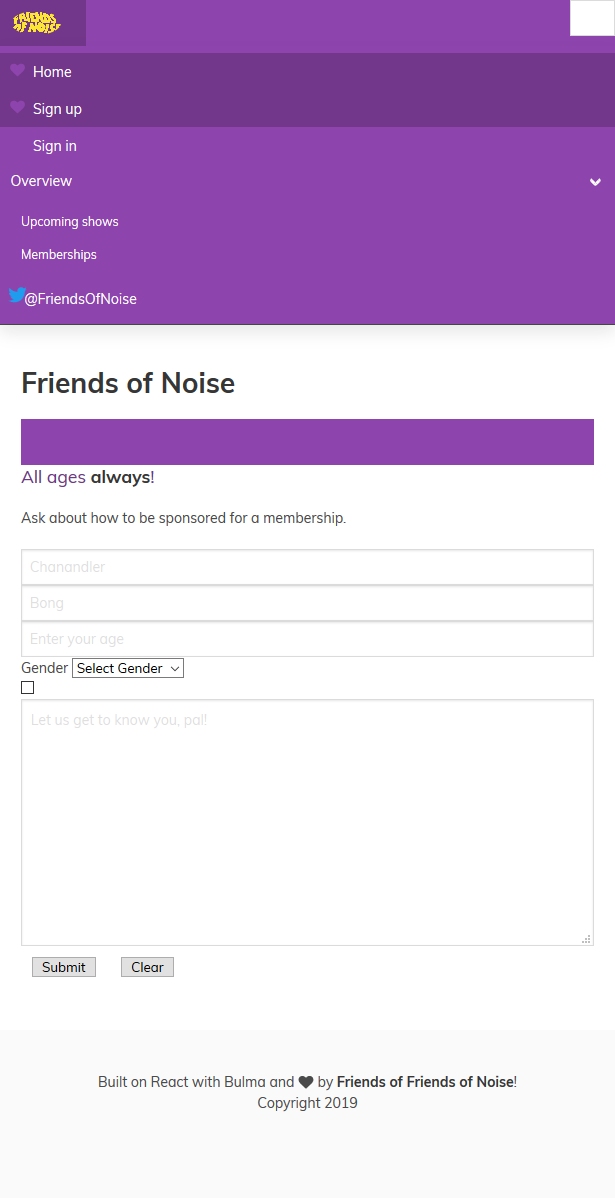 FRIENDS
OF NOISE
Home
Sign up
Sign in
Overview
Upcoming shows
Memberships
@FriendsOfNoise
Friends of Noise
All ages always!
Ask about how to be sponsored for a membership.
Chanandler
Bong
Enter your age
Gender Select Gender
Let us get to know you, pal!
Submit Clear
Built on React with Bulma and by Friends of Friends of Noise!
Copyright 2019